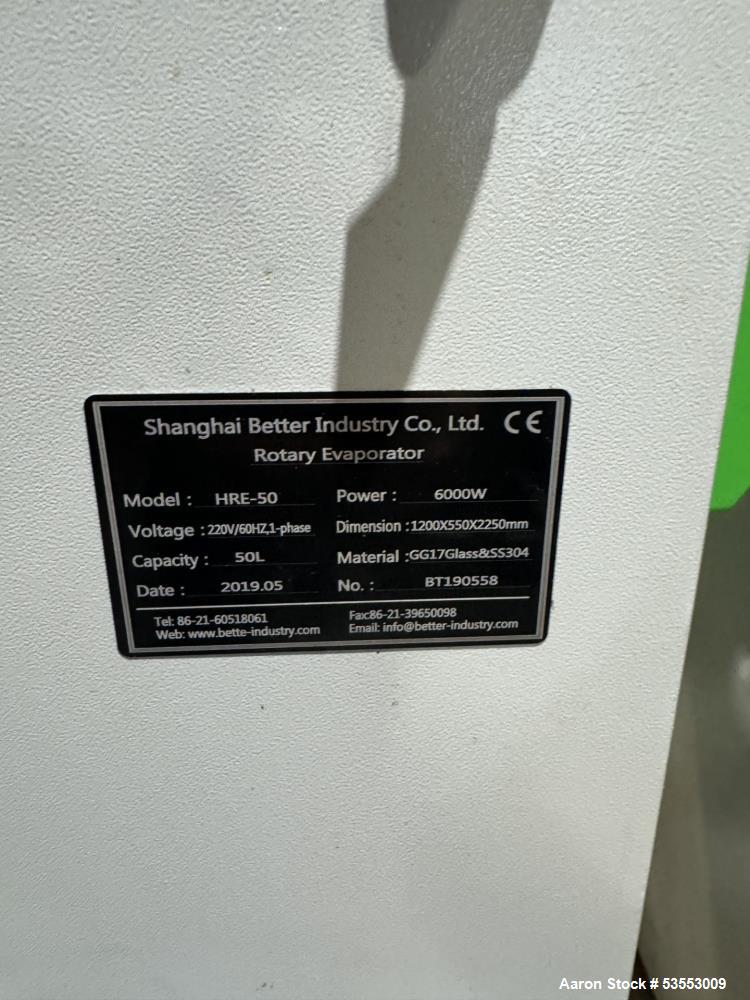 Shanghai Better Industry Co., Ltd. CE
Rotary Evaporator
Model : HRE-50 Power : 6000W
Voltage : 220V/60HZ,1-phase Dimension :1200X550X2250mm
Capacity : 50L Material :GG17Glass&SS304
Date : 2019.05 No. : BT190558
Tel: 86-21-60518061 Fax:86-21-39650098
Web: www.bette-industry.com Email: info@better-industry.com
Aaron Stock # 53553009